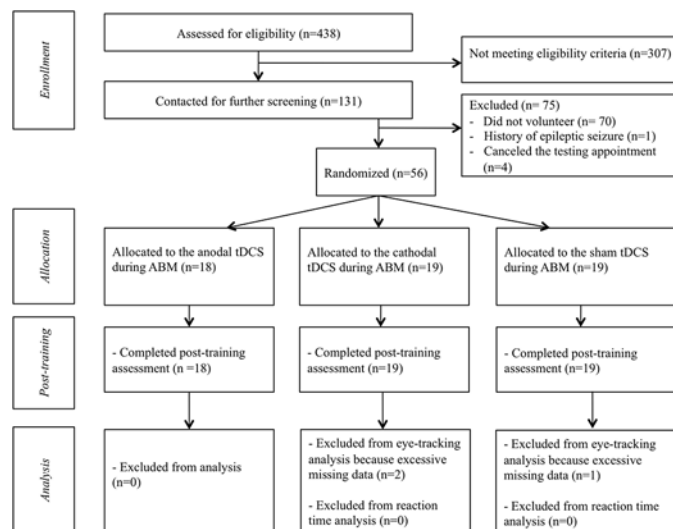 Enrollment
Assessed for eligibility (n=438)
Not meeting eligibility criteria (n=307)
Contacted for further screening (n=131)
Excluded (n= 75)
- Did not volunteer (n= 70)
- History of epileptic seizure (n=1)
- Canceled the testing appointment
(n=4)
Randomized (n=56)
Allocation
Allocated to the anodal tDCS
during ABM (n=18)
Allocated to the cathodal
tDCS during ABM (n=19)
Allocated to the sham tDCS
during ABM (n=19)
Post-training
- Completed post-training
assessment (n =18)
- Completed post-training
assessment (n=19)
- Completed post-training
assessment (n=19)
Analysis
- Excluded from analysis
(n=0)
- Excluded from eye-tracking
analysis because excessive
missing data (n=2)
- Excluded from reaction
time analysis (n=0)
- Excluded from eye-tracking
analysis because excessive
missing data (n=1)
- Excluded from reaction time
analysis (n=0)